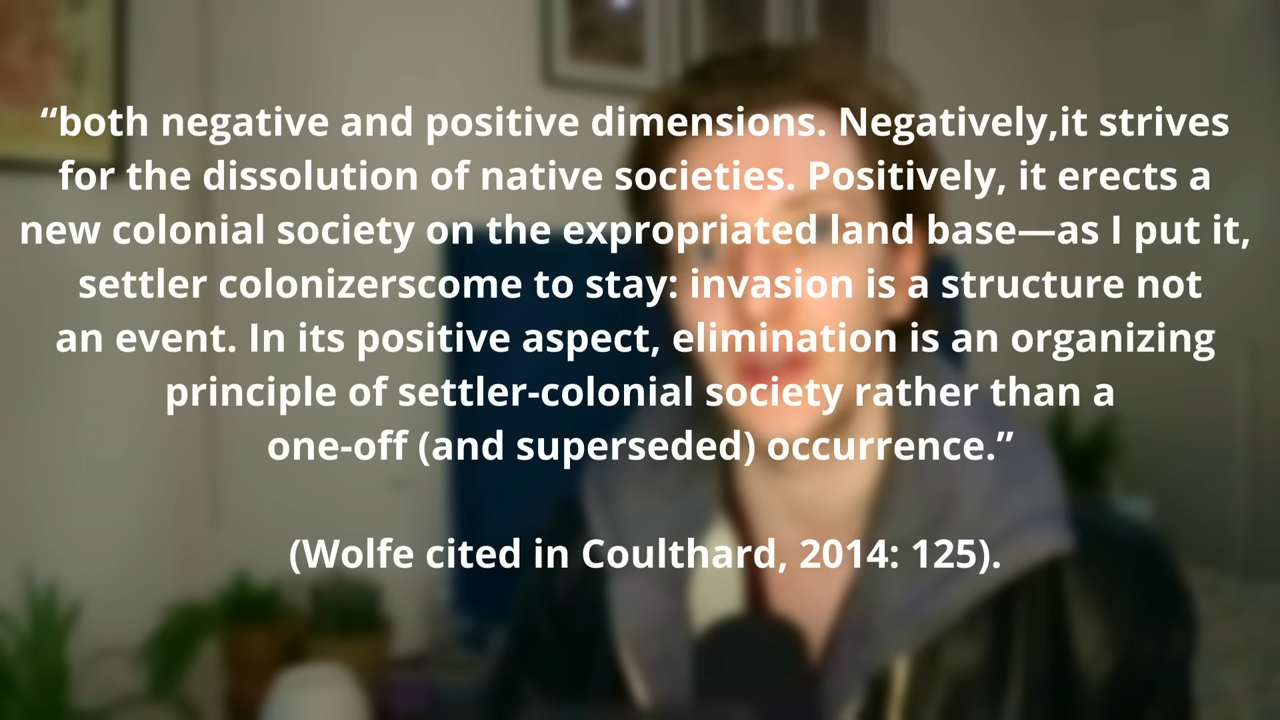 “both negative and positive dimensions. Negatively,it strives
for the dissolution of native societies. Positively, it erects a
new colonial society on the expropriated land base—as I put it,
settler colonizerscome to stay: invasion is a structure not
an event. In its positive aspect, elimination is an organizing
principle of settler-colonial society rather than a
one-off (and superseded) occurrence.”
(Wolfe cited in Coulthard, 2014: 125).